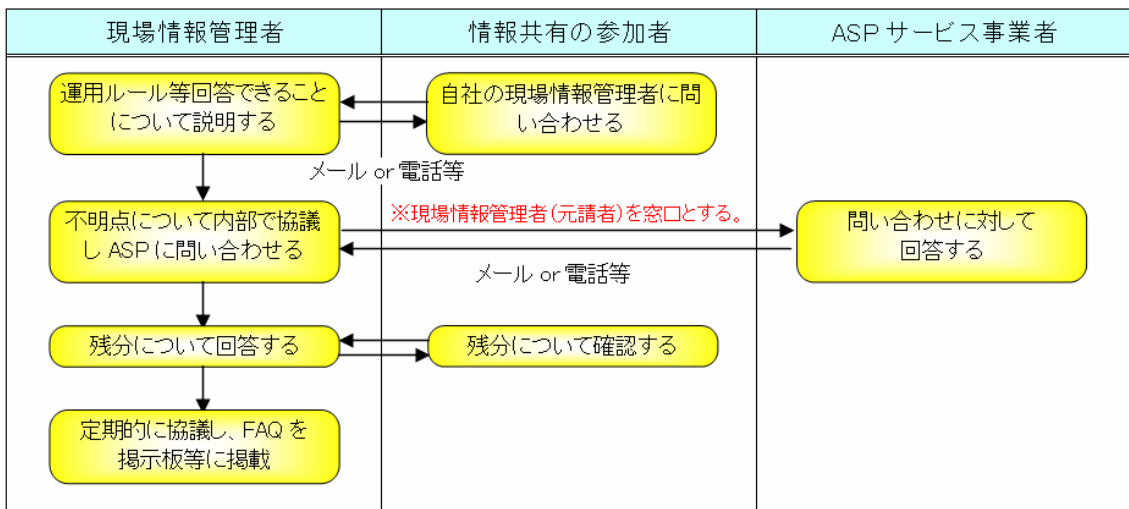 現場情報管理者
情報共有の参加者
ASP サービス事業者
運用ルール等回答できること
について説明する
自社の現場情報管理者に問
い合わせる
メール or 電話等
不明点について内部で協議
し ASP に問い合わせる
※現場情報管理者(元請者)を窓口とする。
問い合わせに対して
回答する
メール or 電話等
残分について回答する
残分について確認する
定期的に協議し、FAQ を
掲示板等に掲載